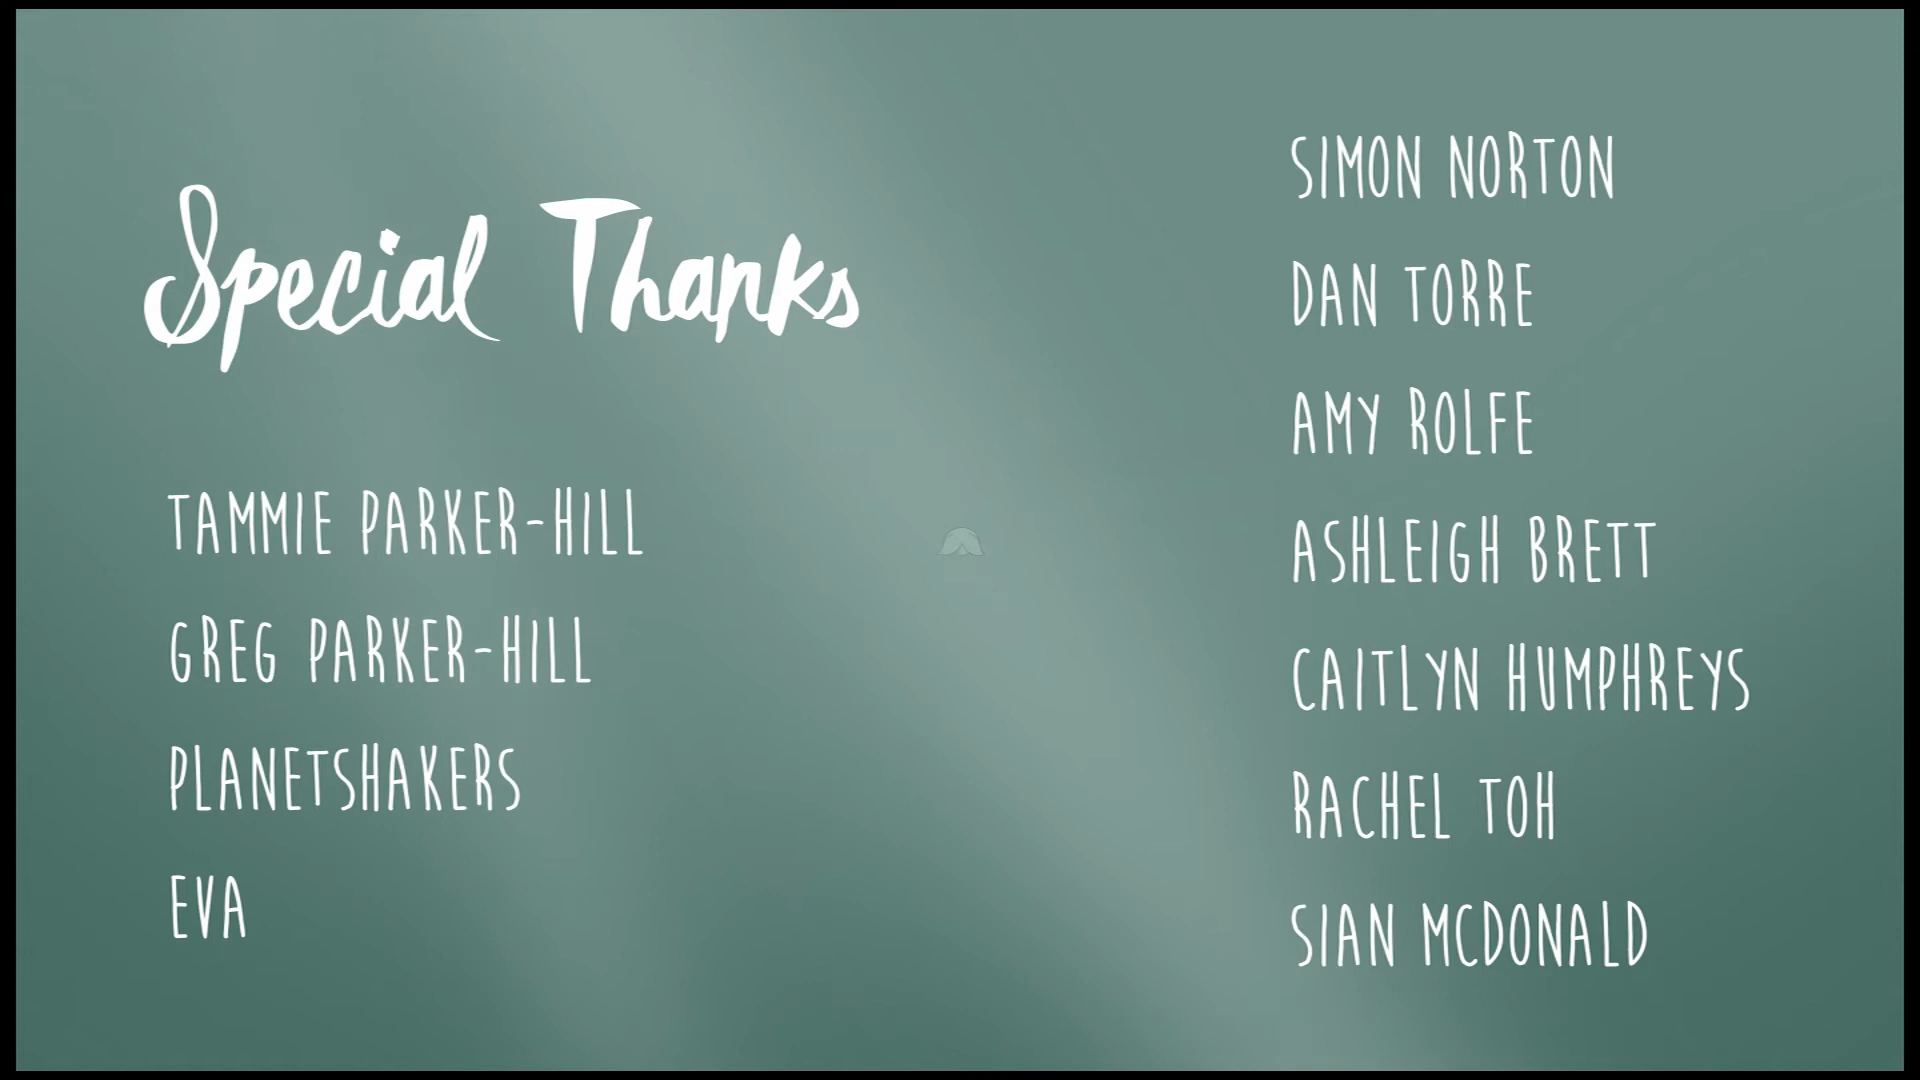 Special Thanks
TAMMIE PARKER-HILL
GREG PARKER-HILL
PLANETSHAKERS
EVA
SIMON NORTON
DAN TORRE
AMY ROLFE
ASHLEIGH BRETT
CAITLYN HUMPHREYS
RACHEL TOH
SIAN MCDONALD